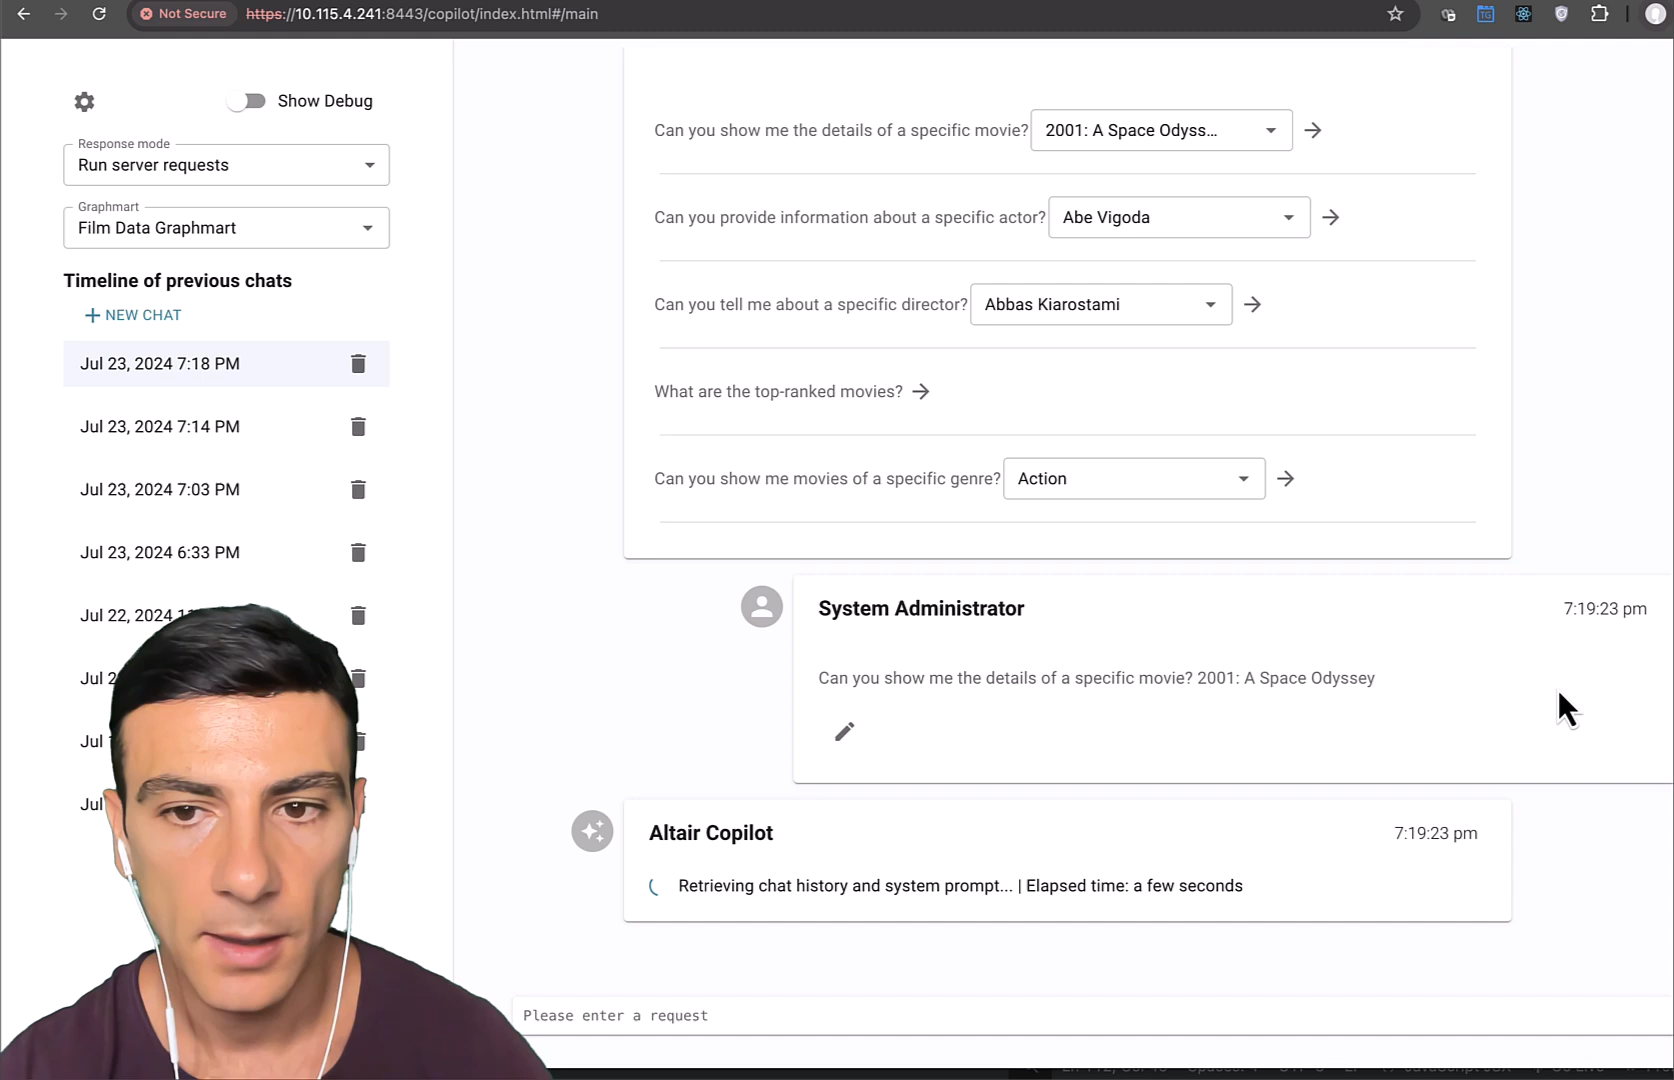 Not Secure https://10.115.4.241:8443/copilot/index.html#/main
TG
Show Debug
Response mode
Run server requests
Graphmart
Film Data Graphmart
Timeline of previous chats
NEW CHAT
Jul 23, 2024 7:18 PM
Jul 23, 2024 7:14 PM
Jul 23, 2024 7:03 PM
Jul 23, 2024 6:33 PM
Jul 22, 2024
Jul 2
Jul
Jul
Can you show me the details of a specific movie? 2001: A Space Odyss...
Can you provide information about a specific actor? Abe Vigoda
Can you tell me about a specific director? Abbas Kiarostami
What are the top-ranked movies?
Can you show me movies of a specific genre? Action
System Administrator 7:19:23 pm
Can you show me the details of a specific movie? 2001: A Space Odyssey
Altair Copilot 7:19:23 pm
Retrieving chat history and system prompt... | Elapsed time: a few seconds
Please enter a request